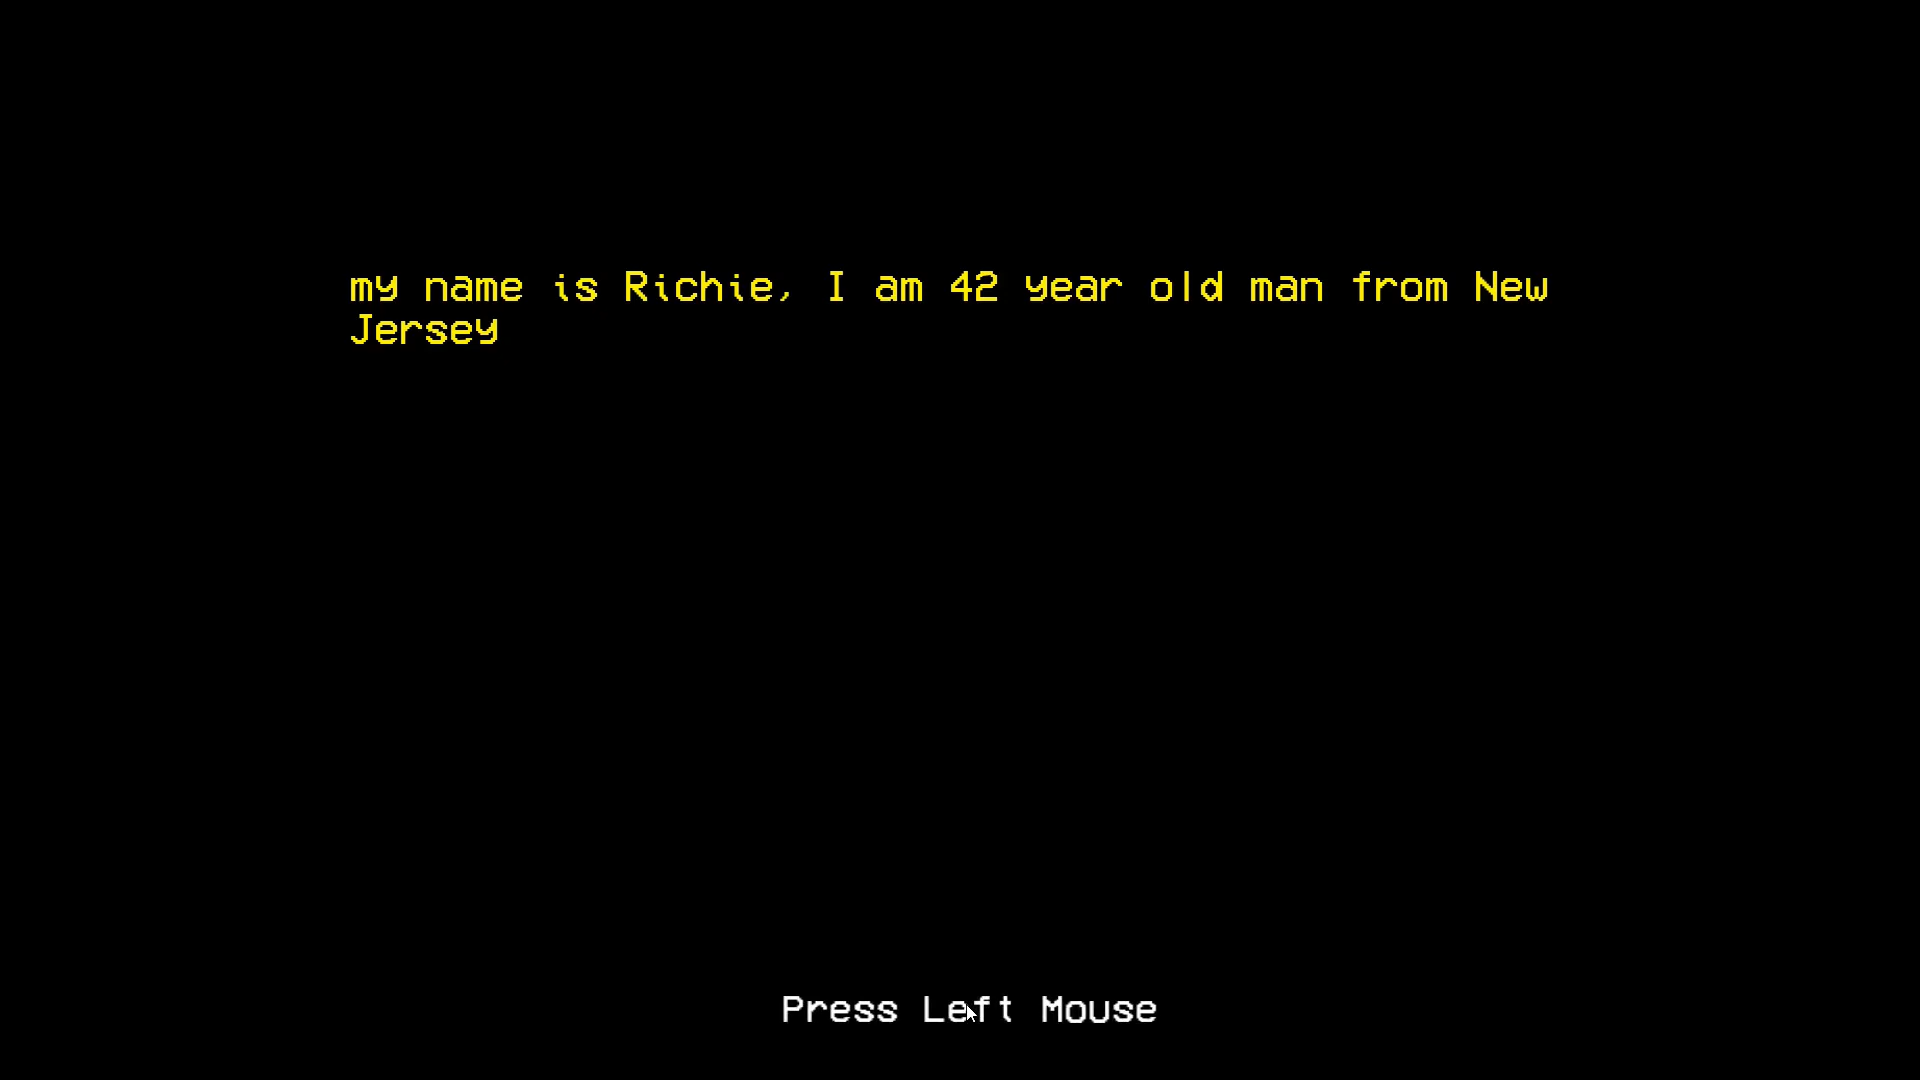 my name is Richie, I am 42 year old man from New
Jersey
Press Left Mouse